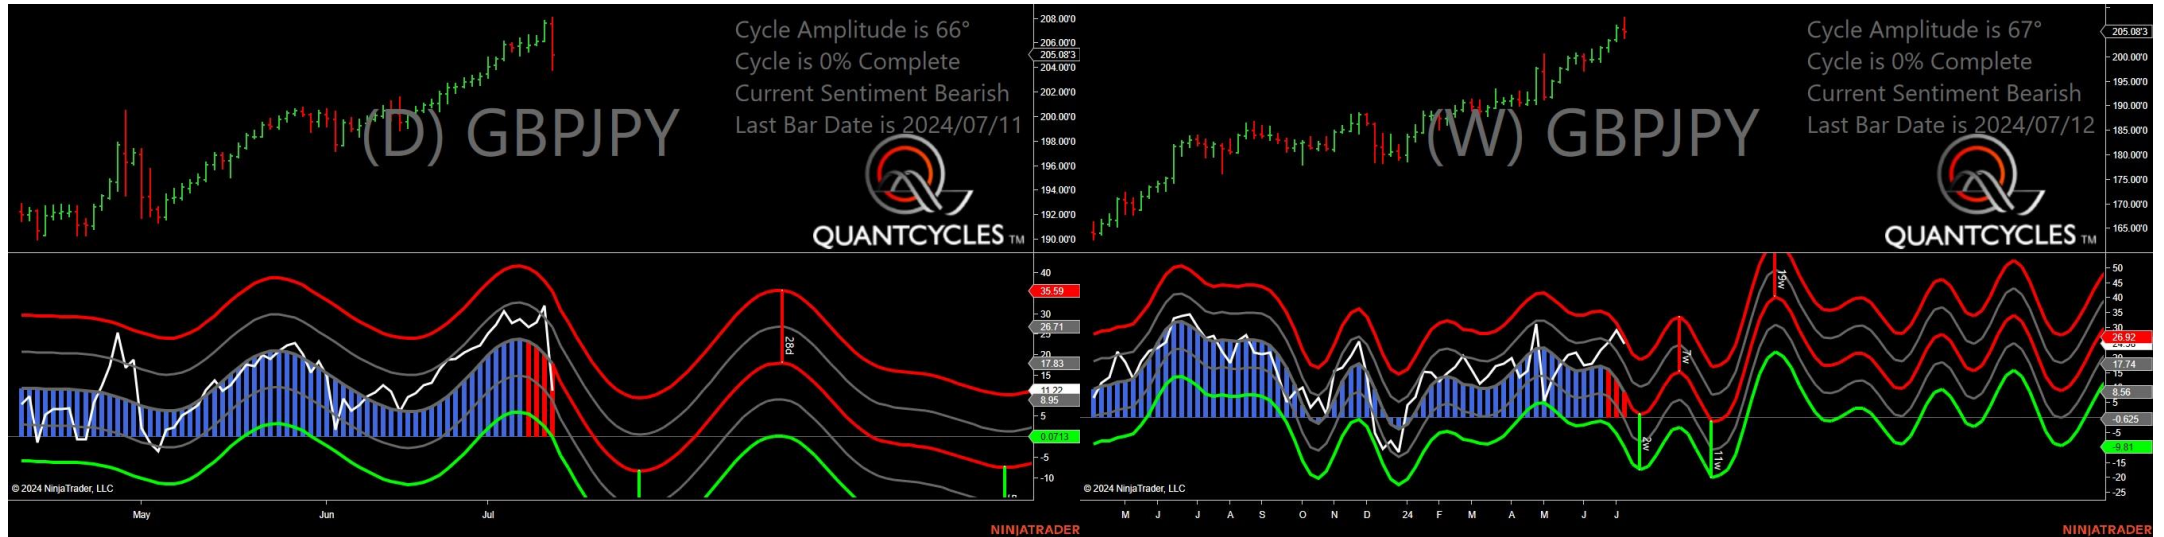 Cycle Amplitude is 66°
Cycle is 0% Complete
Current Sentiment Bearish
Last Bar Date is 2024/07/11
(D) GBPJPY
QUANTCYCLES TM
208.00'0
206.00'0
205.08'3
204.00'0
202.00'0
200.00'0
198.00'0
196.00'0
194.00'0
192.00'0
190.00'0
40
35.59
30
26.71
17.83
15
11.22
8.95
5
0.0713
-5
-10
28d
© 2024 NinjaTrader, LLC
May Jun Jul
NINJATRADER
Cycle Amplitude is 67°
Cycle is 0% Complete
Current Sentiment Bearish
Last Bar Date is 2024/07/12
(W) GBPJPY
QUANTCYCLES TM
205.08'3
200.00'0
195.00'0
190.00'0
185.00'0
180.00'0
175.00'0
170.00'0
165.00'0
50
45
40
35
30
26.92
17.74
15
8.56
5
-0.625
-5
-9.81
-15
-20
-25
2w
7w
11w
19w
© 2024 NinjaTrader, LLC
M J J A S O N D 24 F M A M J J
NINJATRADER